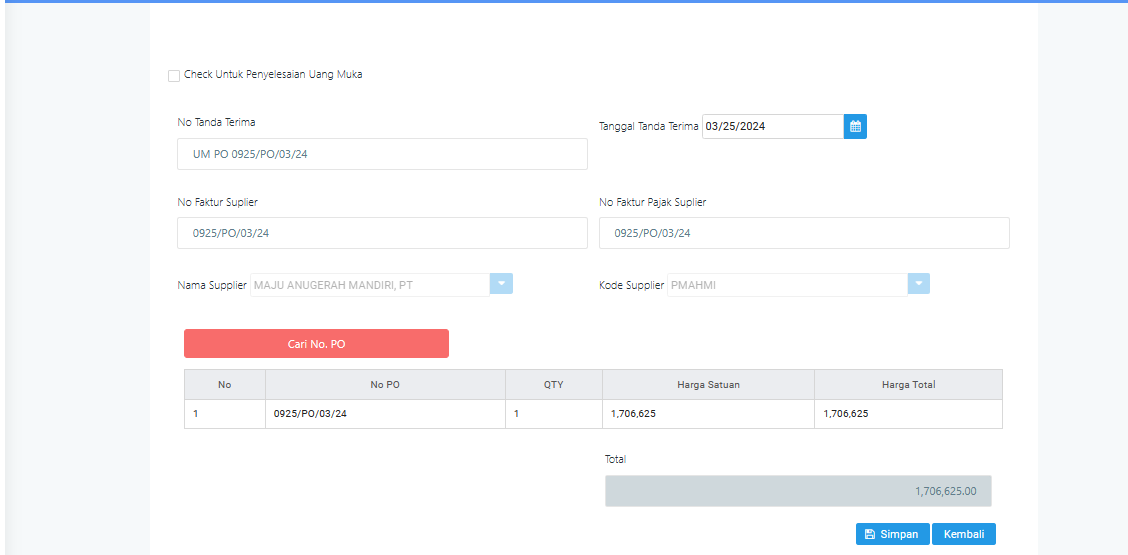 Check Untuk Penyelesaian Uang Muka
No Tanda Terima
Tanggal Tanda Terima 03/25/2024
UM PO 0925/PO/03/24
No Faktur Suplier
No Faktur Pajak Suplier
0925/PO/03/24
0925/PO/03/24
Nama Supplier MAJU ANUGERAH MANDIRI, PT
Kode Supplier PMAHMI
Cari No. PO
No No PO QTY Harga Satuan Harga Total
1 0925/PO/03/24 1 1,706,625 1,706,625
Total
1,706,625.00
Simpan Kembali